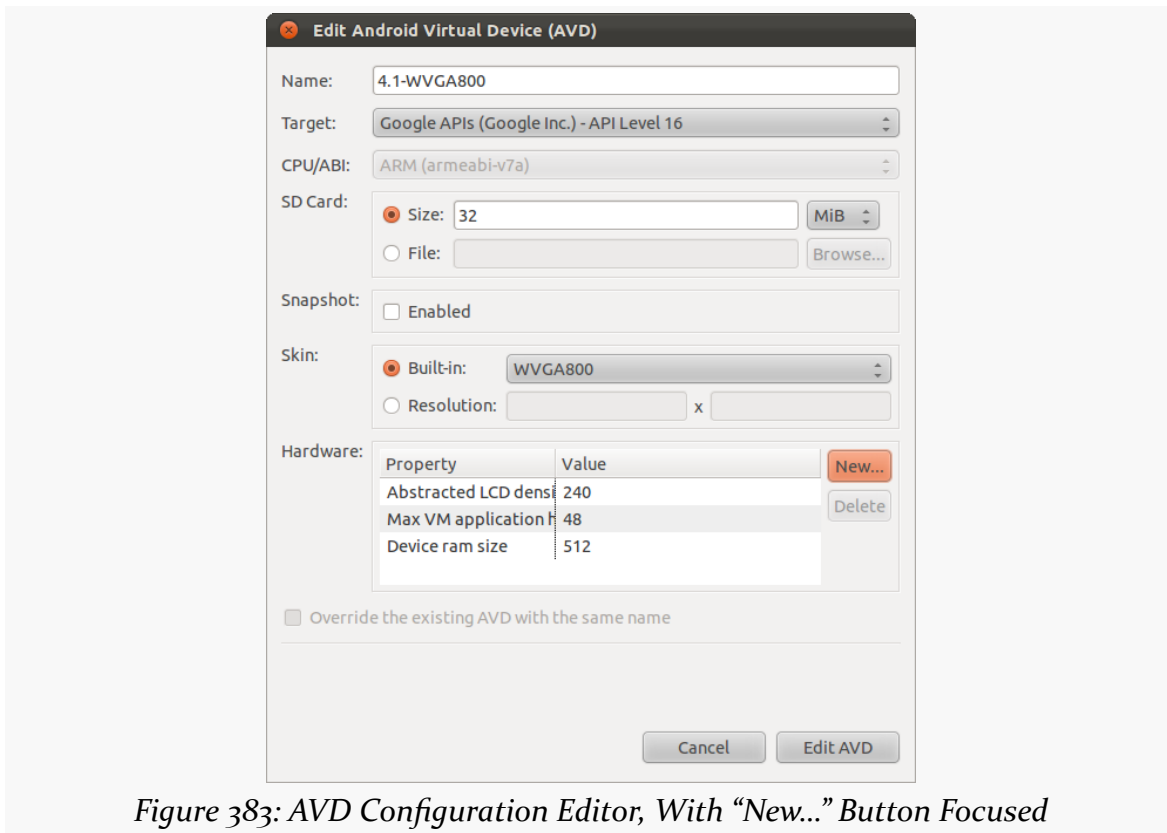 Edit Android Virtual Device (AVD)
Name: 4.1-WVGA800
Target: Google APIs (Google Inc.) - API Level 16
CPU/ABI: ARM (armeabi-v7a)
SD Card:
Size: 32 MiB
File: Browse...
Snapshot:
Enabled
Skin:
Built-in: WVGA800
Resolution: x
Hardware:
Property Value New...
Abstracted LCD densi 240
Delete
Max VM application h 48
Device ram size 512
Override the existing AVD with the same name
Cancel Edit AVD
Figure 383: AVD Configuration Editor, With “New...” Button Focused